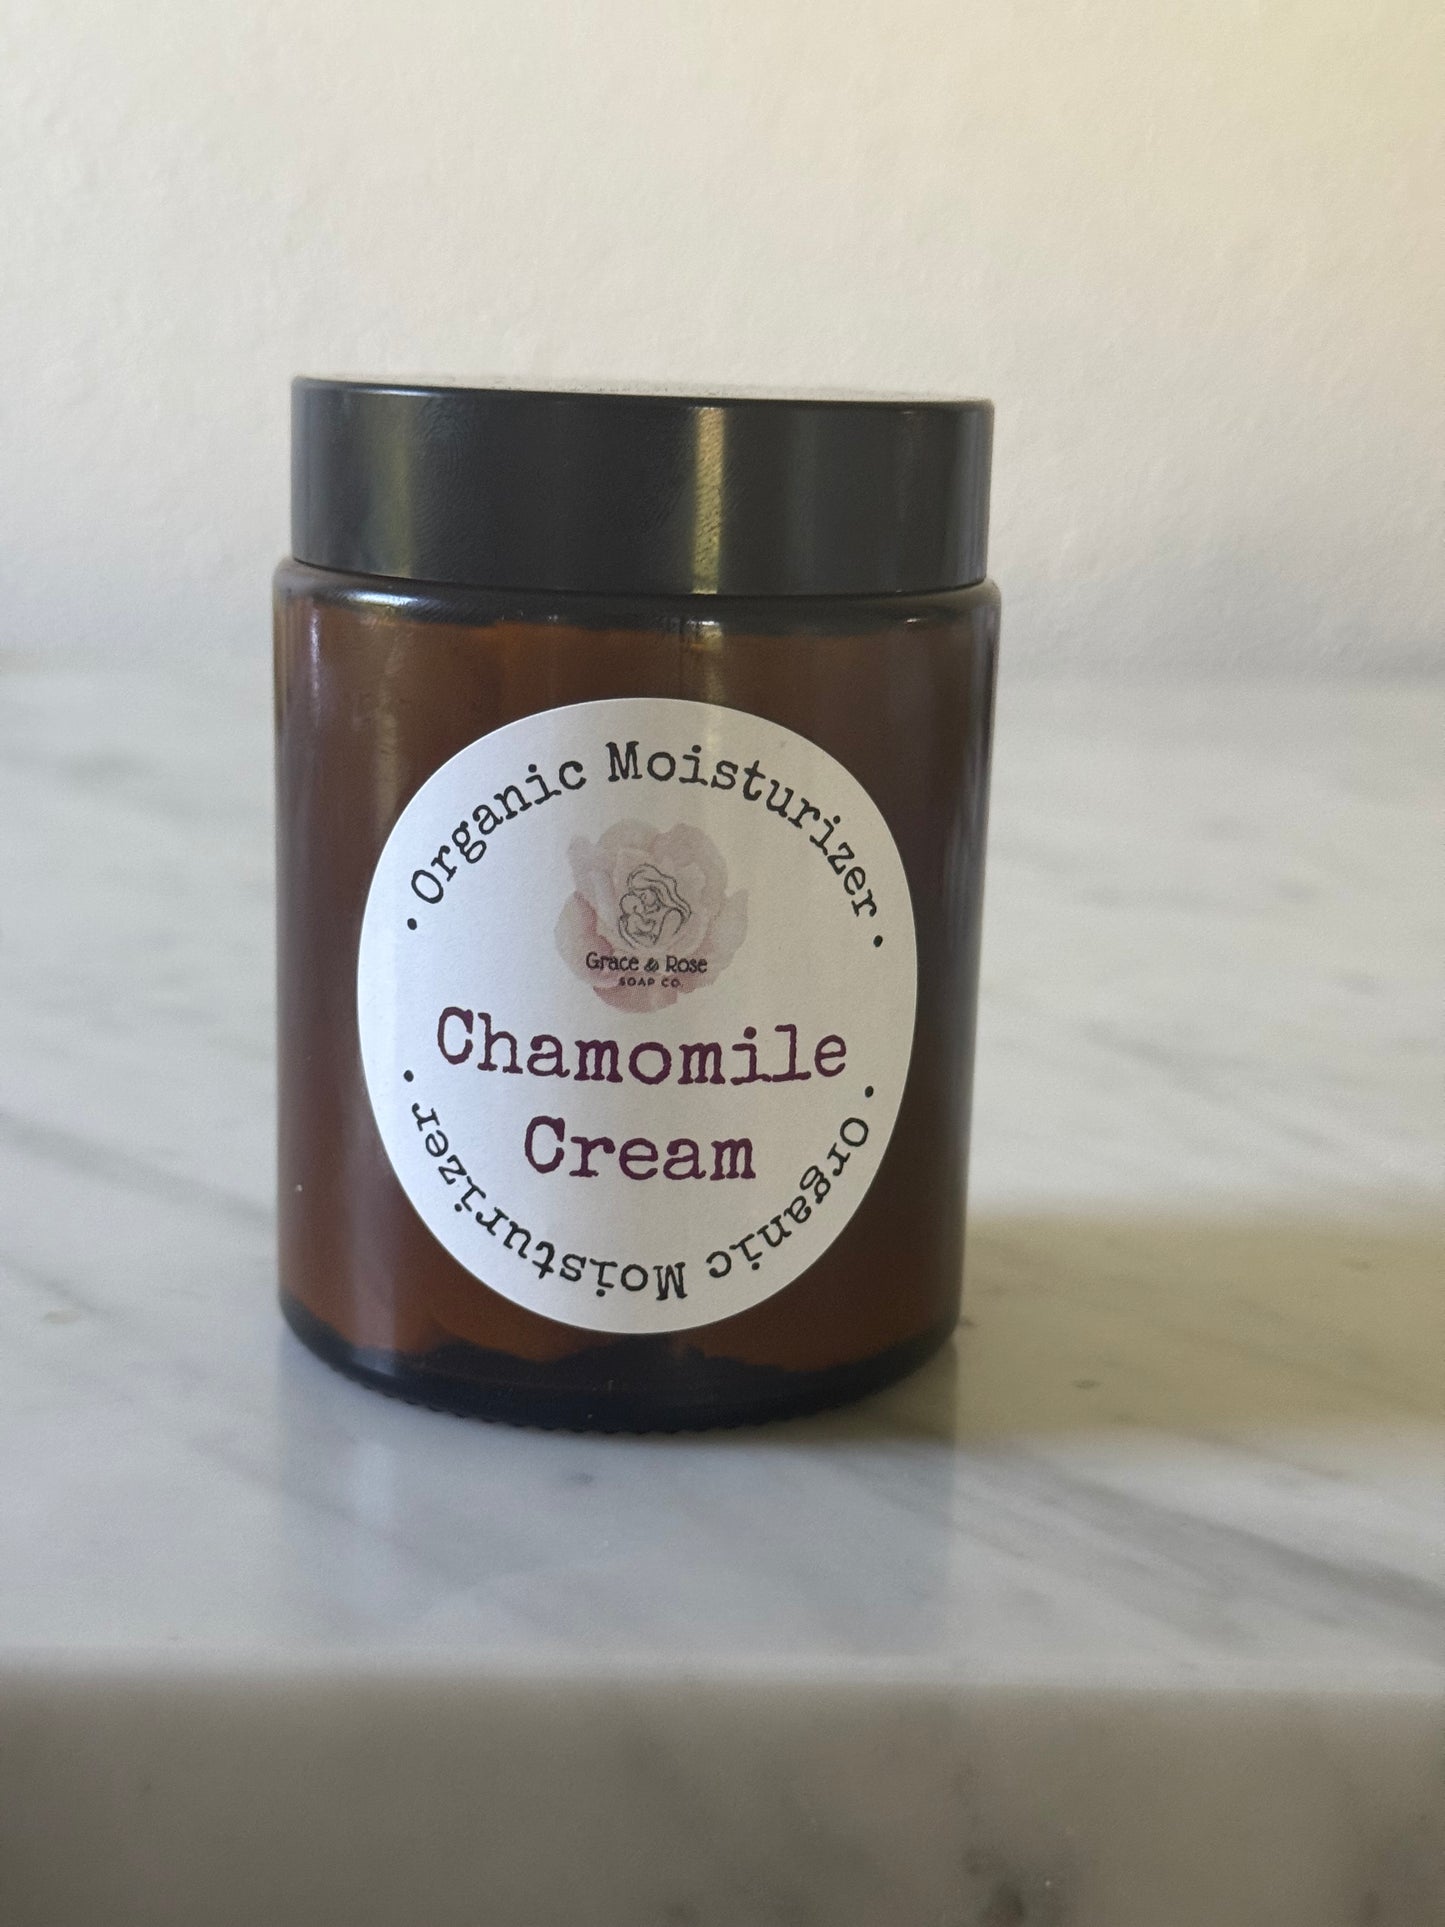 • Organic Moisturizer •
Grace & Rose
SOAP CO.
Chamomile
Cream
• Organic Moisturizer •